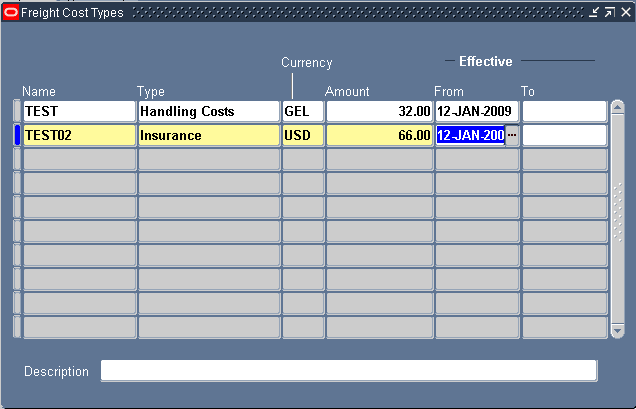 Freight Cost Types
Currency
Effective
Name Type Amount From To
TEST Handling Costs GEL 32.00 12-JAN-2009
TEST02 Insurance USD 66.00 12-JAN-200 ...
Description